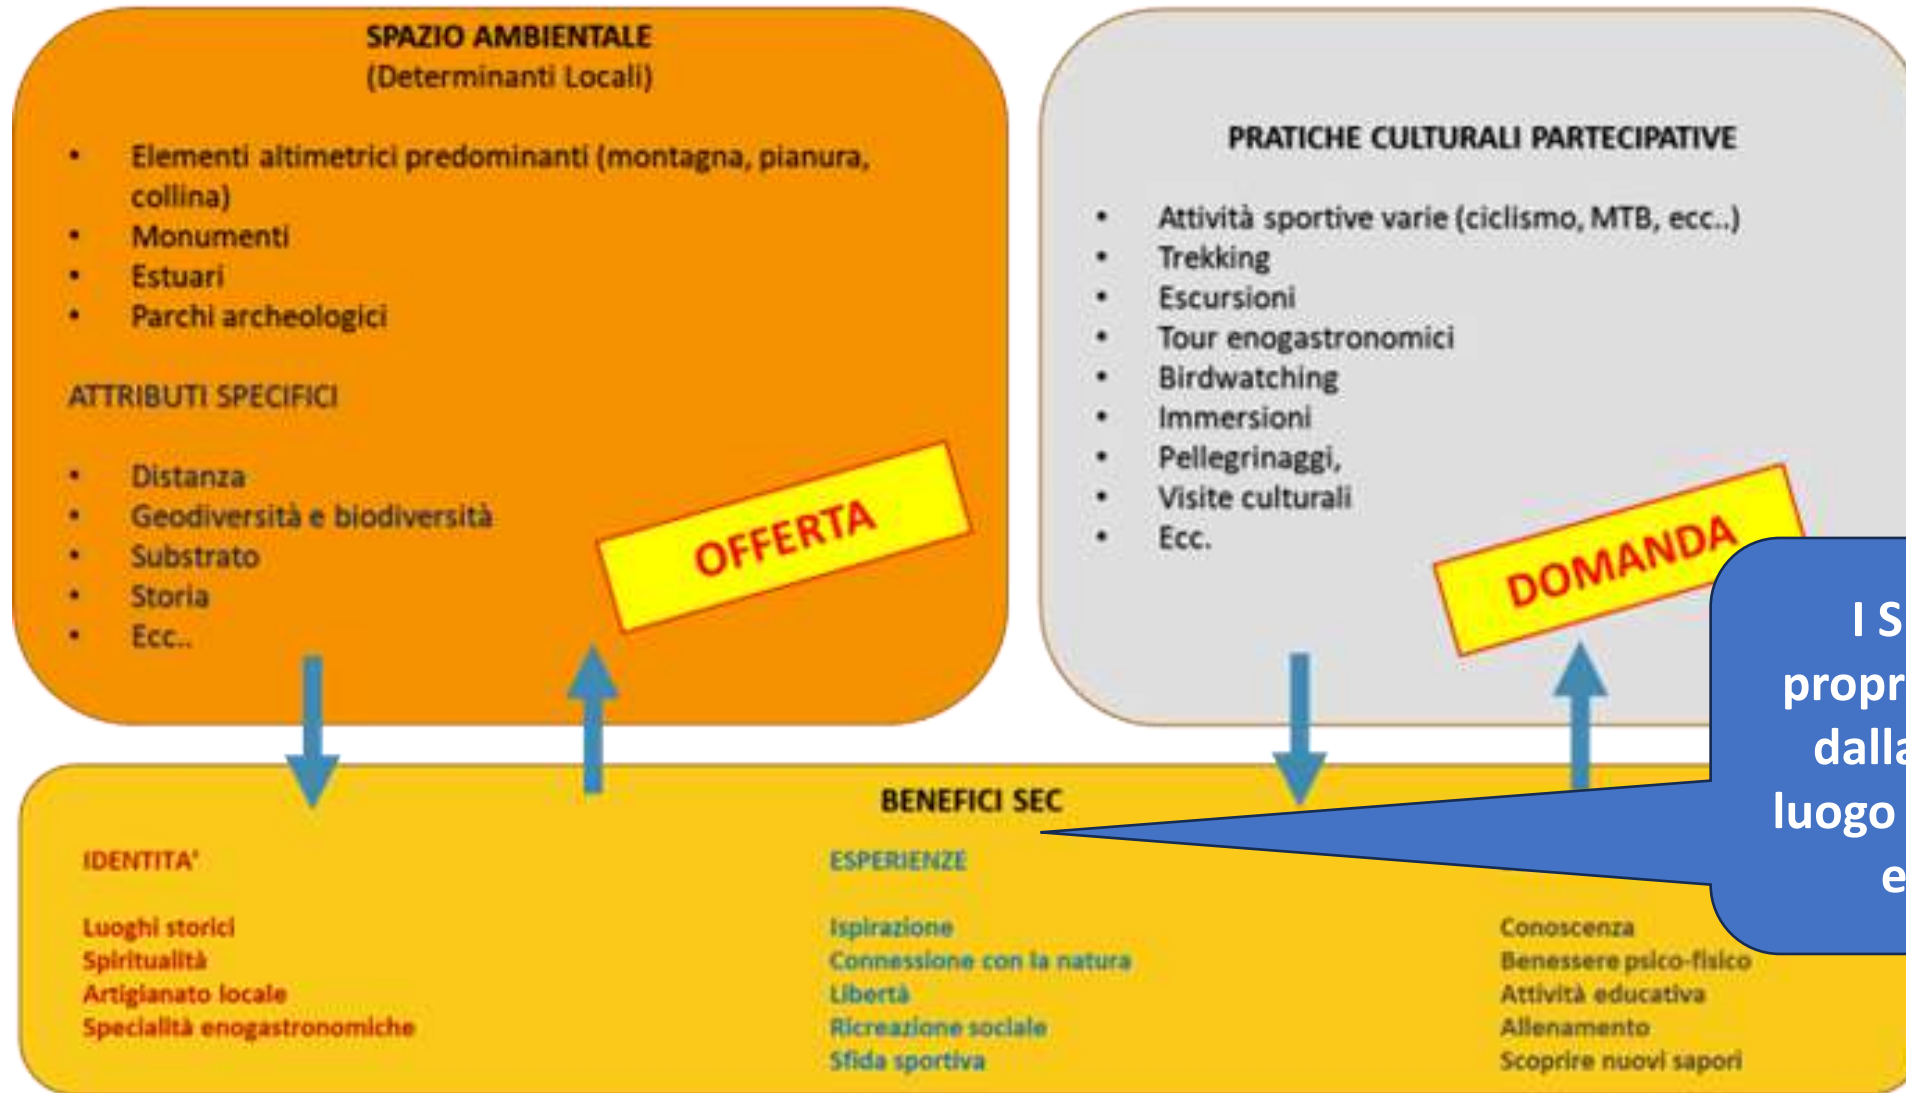 SPAZIO AMBIENTALE
(Determinanti Locali)
• Elementi altimetrici predominanti (montagna, pianura,
collina)
• Monumenti
• Estuari
• Parchi archeologici
ATTRIBUTI SPECIFICI
• Distanza
• Geodiversità e biodiversità
• Substrato
• Storia
• Ecc..
OFFERTA
PRATICHE CULTURALI PARTECIPATIVE
• Attività sportive varie (ciclismo, MTB, ecc..)
• Trekking
• Escursioni
• Tour enogastronomici
• Birdwatching
• Immersioni
• Pellegrinaggi,
• Visite culturali
• Ecc.
DOMANDA
I S
propr
dalla
luogo
e
BENEFICI SEC
IDENTITA'
Luoghi storici
Spiritualità
Artigianato locale
Specialità enogastronomiche
ESPERIENZE
Ispirazione
Connessione con la natura
Libertà
Ricreazione sociale
Sfida sportiva
Conoscenza
Benessere psico-fisico
Attività educativa
Allenamento
Scoprire nuovi sapori